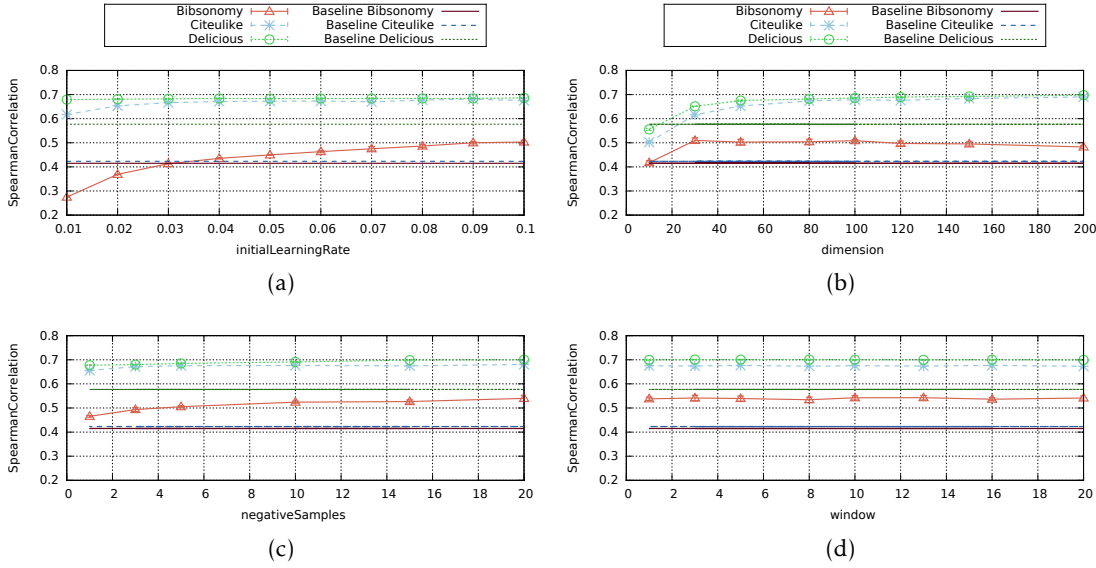 Bibsonomy Baseline Bibsonomy
Citeulike Baseline Citeulike
Delicious Baseline Delicious
0.8
0.7
0.6
0.5
0.4
0.3
0.2
SpearmanCorrelation
0.01 0.02 0.03 0.04 0.05 0.06 0.07 0.08 0.09 0.1
initialLearningRate
(a)
Bibsonomy Baseline Bibsonomy
Citeulike Baseline Citeulike
Delicious Baseline Delicious
0.8
0.7
0.6
0.5
0.4
0.3
0.2
SpearmanCorrelation
0 20 40 60 80 100 120 140 160 180 200
dimension
(b)
0.8
0.7
0.6
0.5
0.4
0.3
0.2
SpearmanCorrelation
0 2 4 6 8 10 12 14 16 18 20
negativeSamples
(c)
0.8
0.7
0.6
0.5
0.4
0.3
0.2
SpearmanCorrelation
0 2 4 6 8 10 12 14 16 18 20
window
(d)